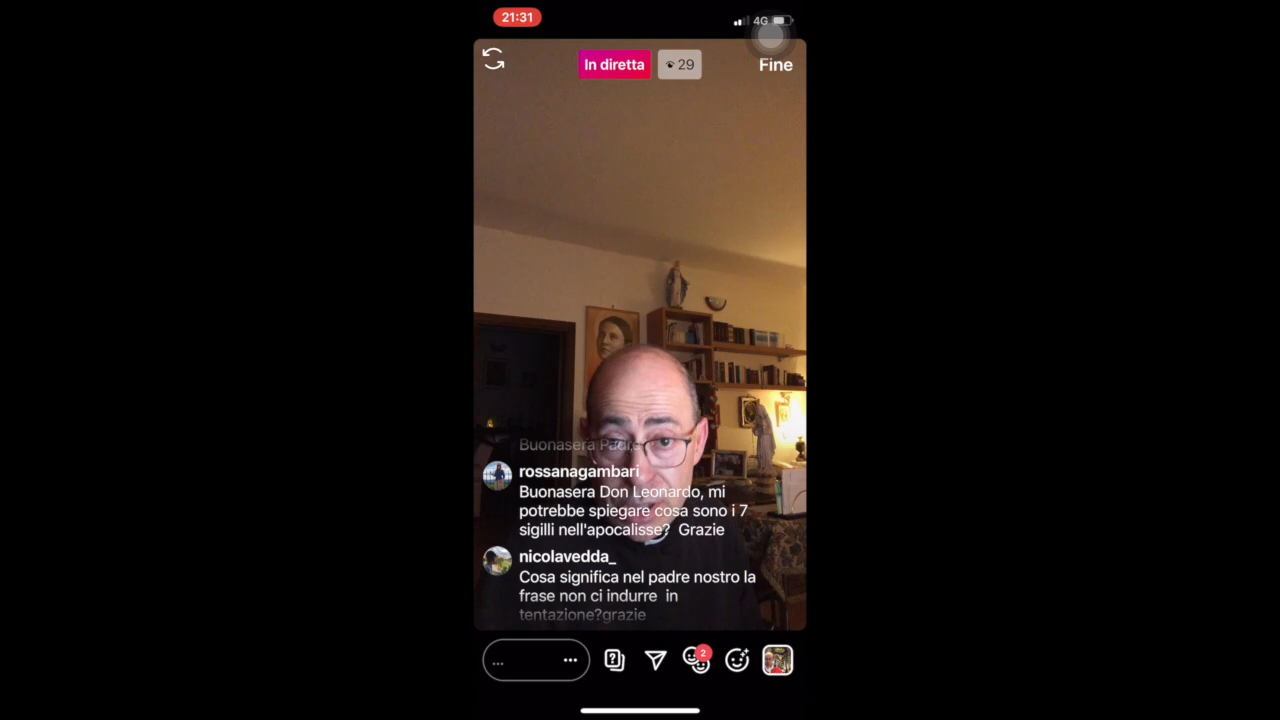 21:31
4G
In diretta
29
Fine
Buonasera Padre
rossanagambari
Buonasera Don Leonardo, mi
potrebbe spiegare cosa sono i 7
sigilli nell'apocalisse? Grazie
nicolavedda_
Cosa significa nel padre nostro la
frase non ci indurre in
tentazione?grazie
...
2